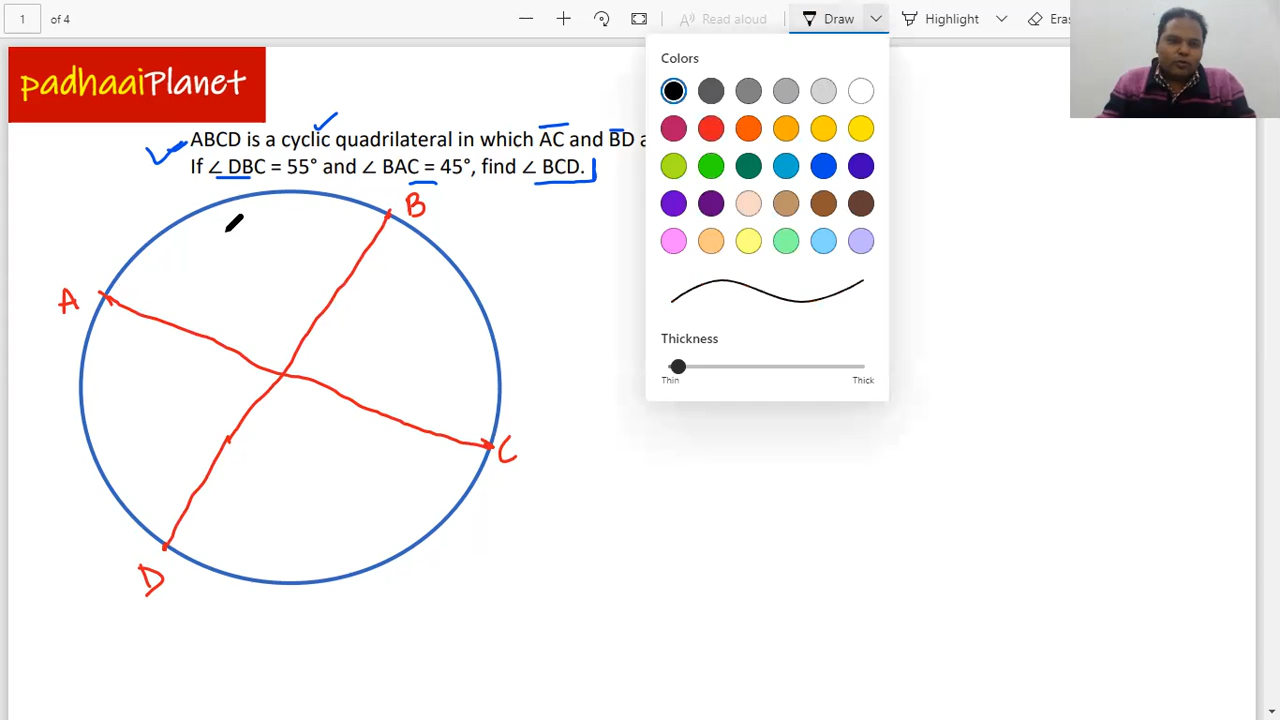 1 of 4
Read aloud
Draw
Highlight
Colors
padhaaiPlanet
ABCD is a cyclic quadrilateral in which AC and BD
If ∠ DBC = 55° and ∠ BAC = 45°, find ∠ BCD.
B
A
C
D
Thickness
Thin
Thick